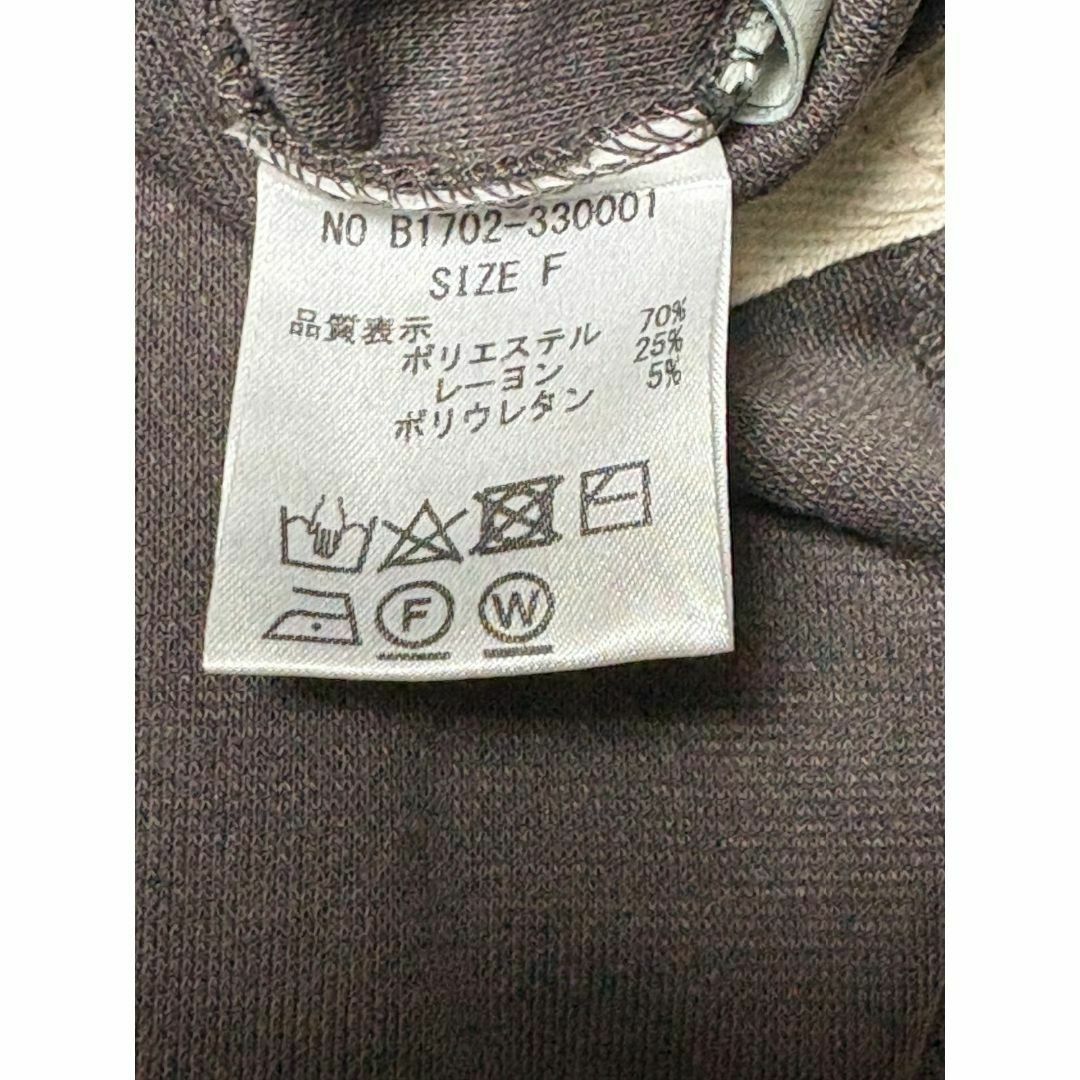 NO B1702-330001
SIZE F
品質表示
ポリエステル 70%
レーヨン 25%
ポリウレタン 5%
F W